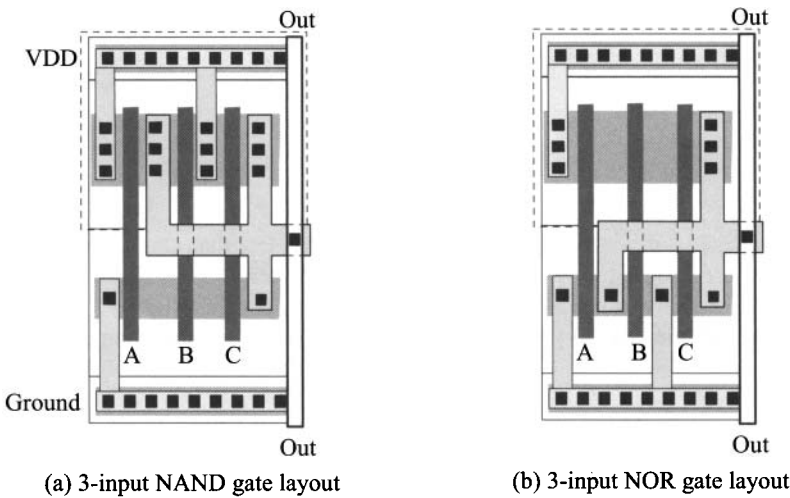 Out
VDD
A B C
Ground
Out
(a) 3-input NAND gate layout
Out
A B C
Out
(b) 3-input NOR gate layout